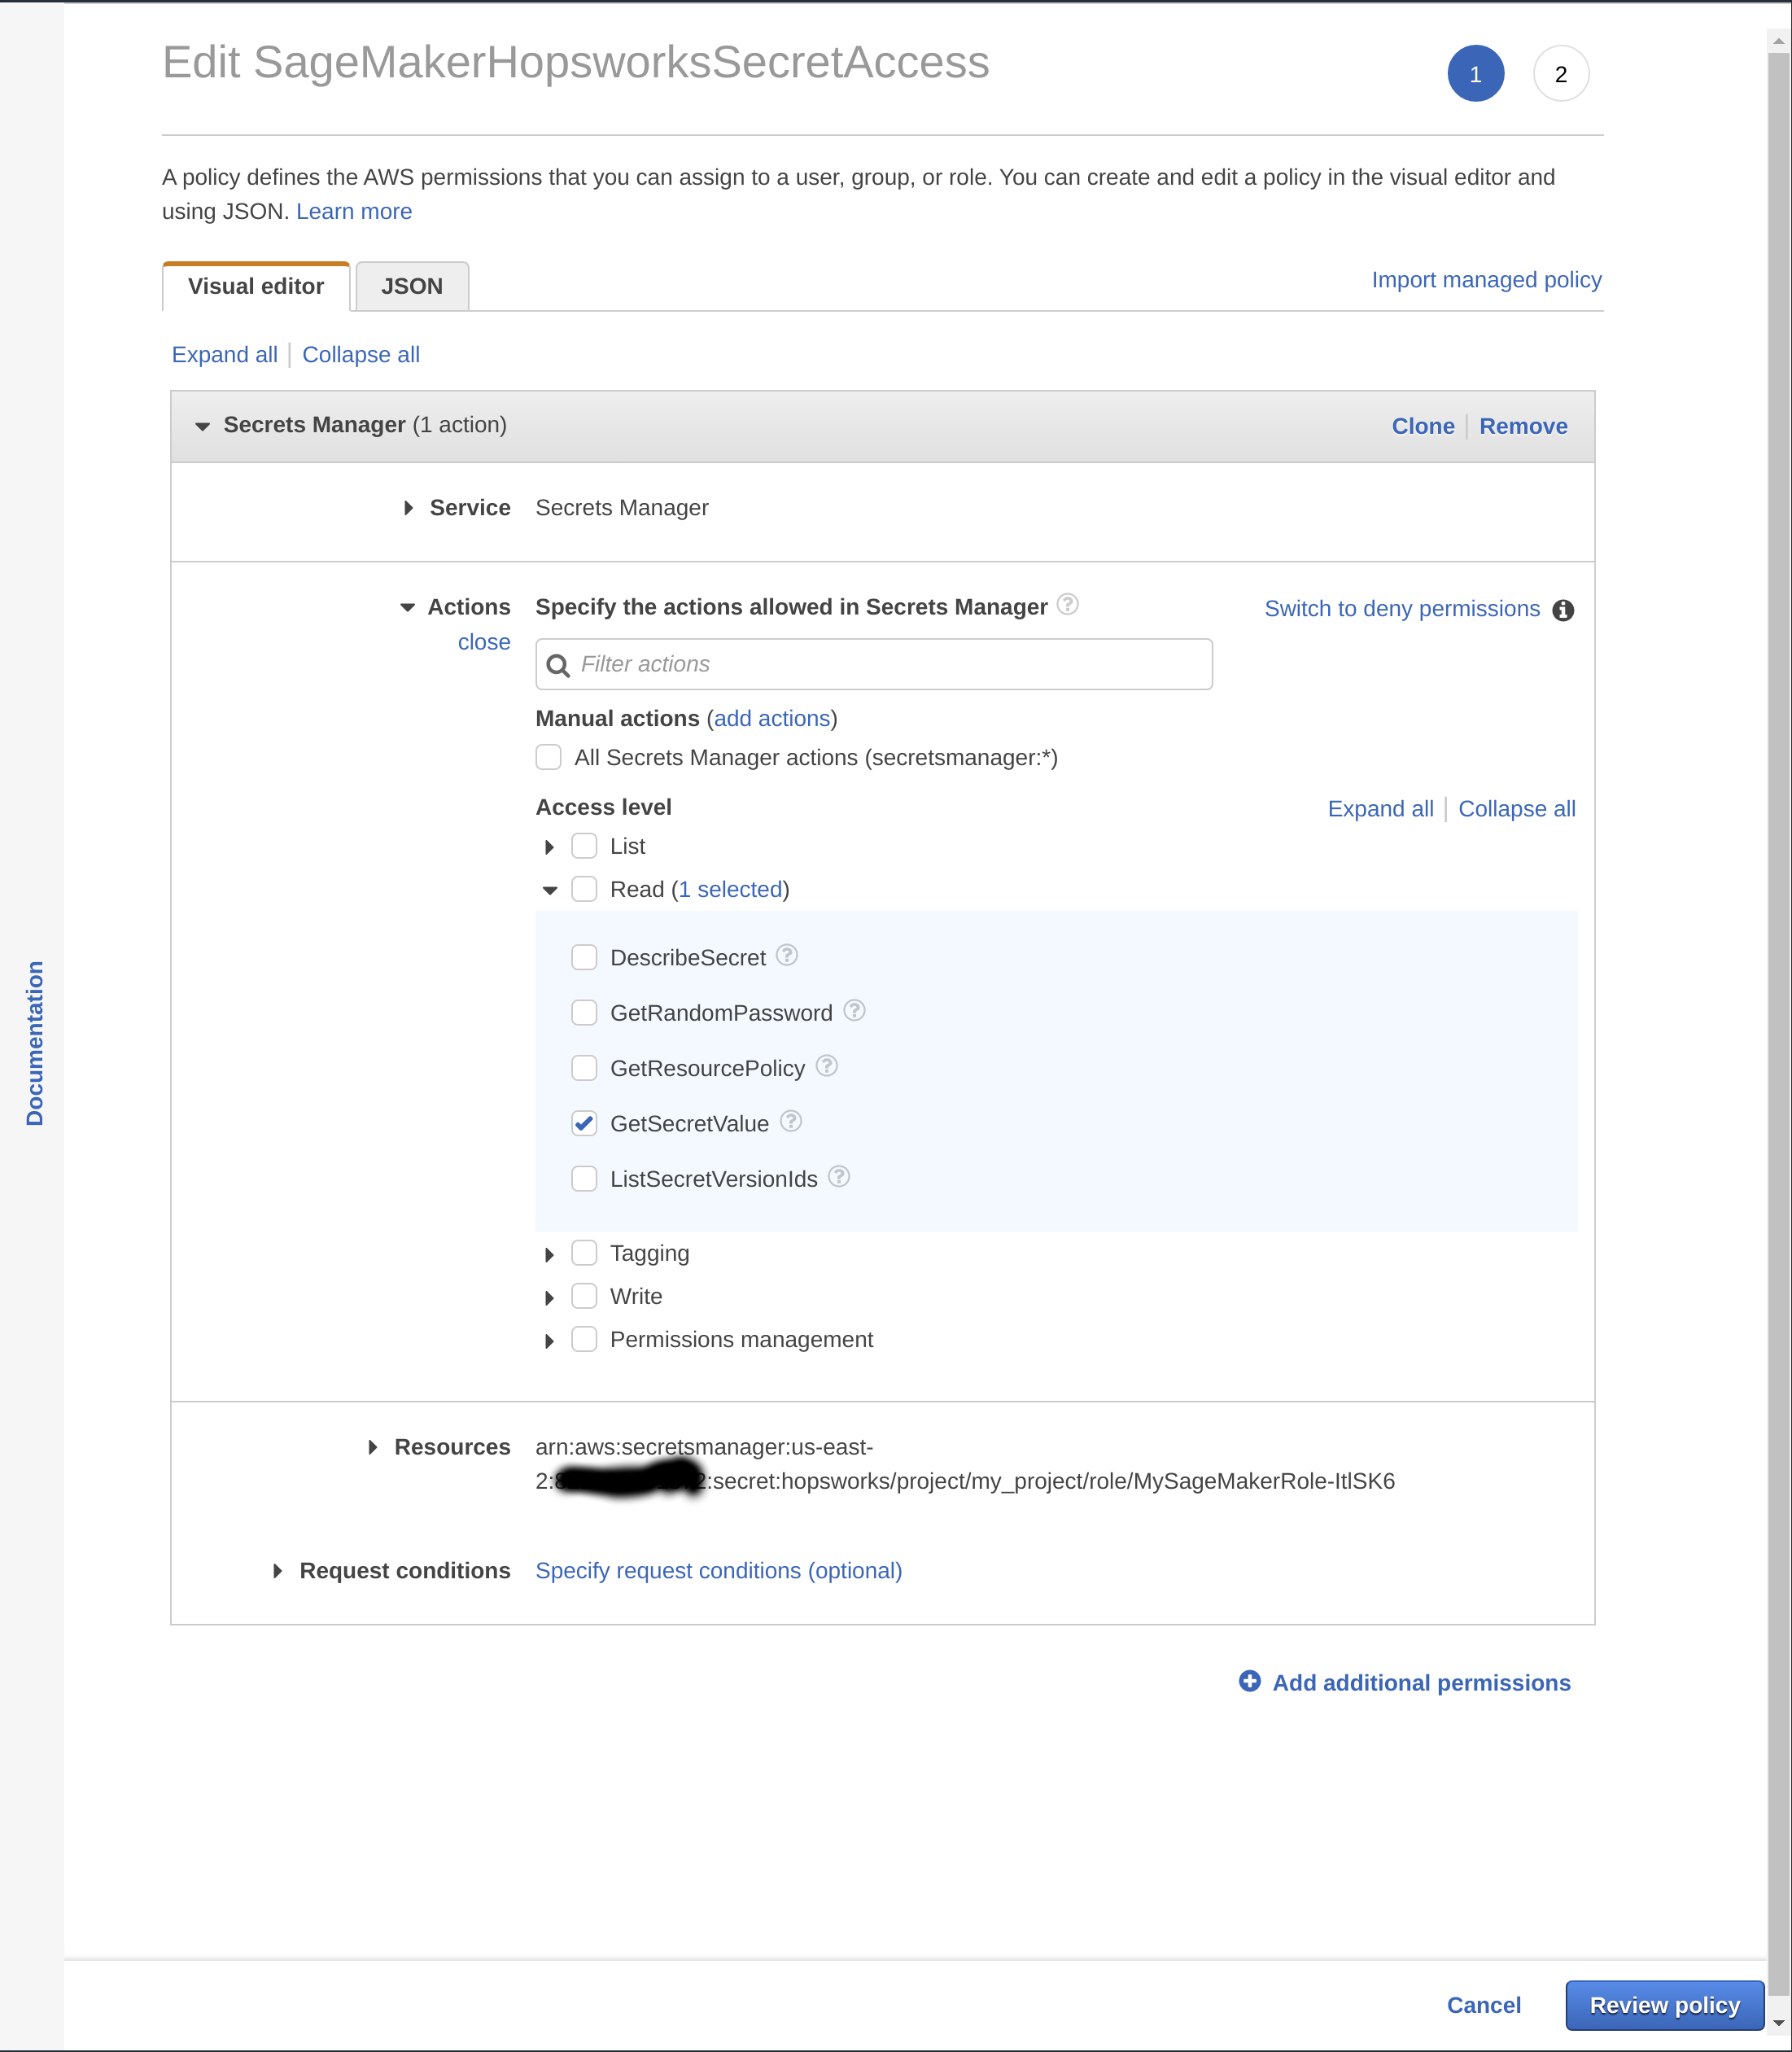 Edit SageMakerHopsworksSecretAccess
1
2
A policy defines the AWS permissions that you can assign to a user, group, or role. You can create and edit a policy in the visual editor and
using JSON. Learn more
Visual editor
JSON
Import managed policy
Expand all
Collapse all
Secrets Manager (1 action)
Clone
Remove
Service
Secrets Manager
Actions
close
Specify the actions allowed in Secrets Manager
Switch to deny permissions
Filter actions
Manual actions (add actions)
All Secrets Manager actions (secretsmanager:*)
Access level
Expand all
Collapse all
List
Read (1 selected)
DescribeSecret
GetRandomPassword
GetResourcePolicy
GetSecretValue
ListSecretVersionIds
Tagging
Write
Permissions management
Resources
arn:aws:secretsmanager:us-east-
2: :secret:hopsworks/project/my_project/role/MySageMakerRole-ItlSK6
Request conditions
Specify request conditions (optional)
Add additional permissions
Documentation
Cancel
Review policy